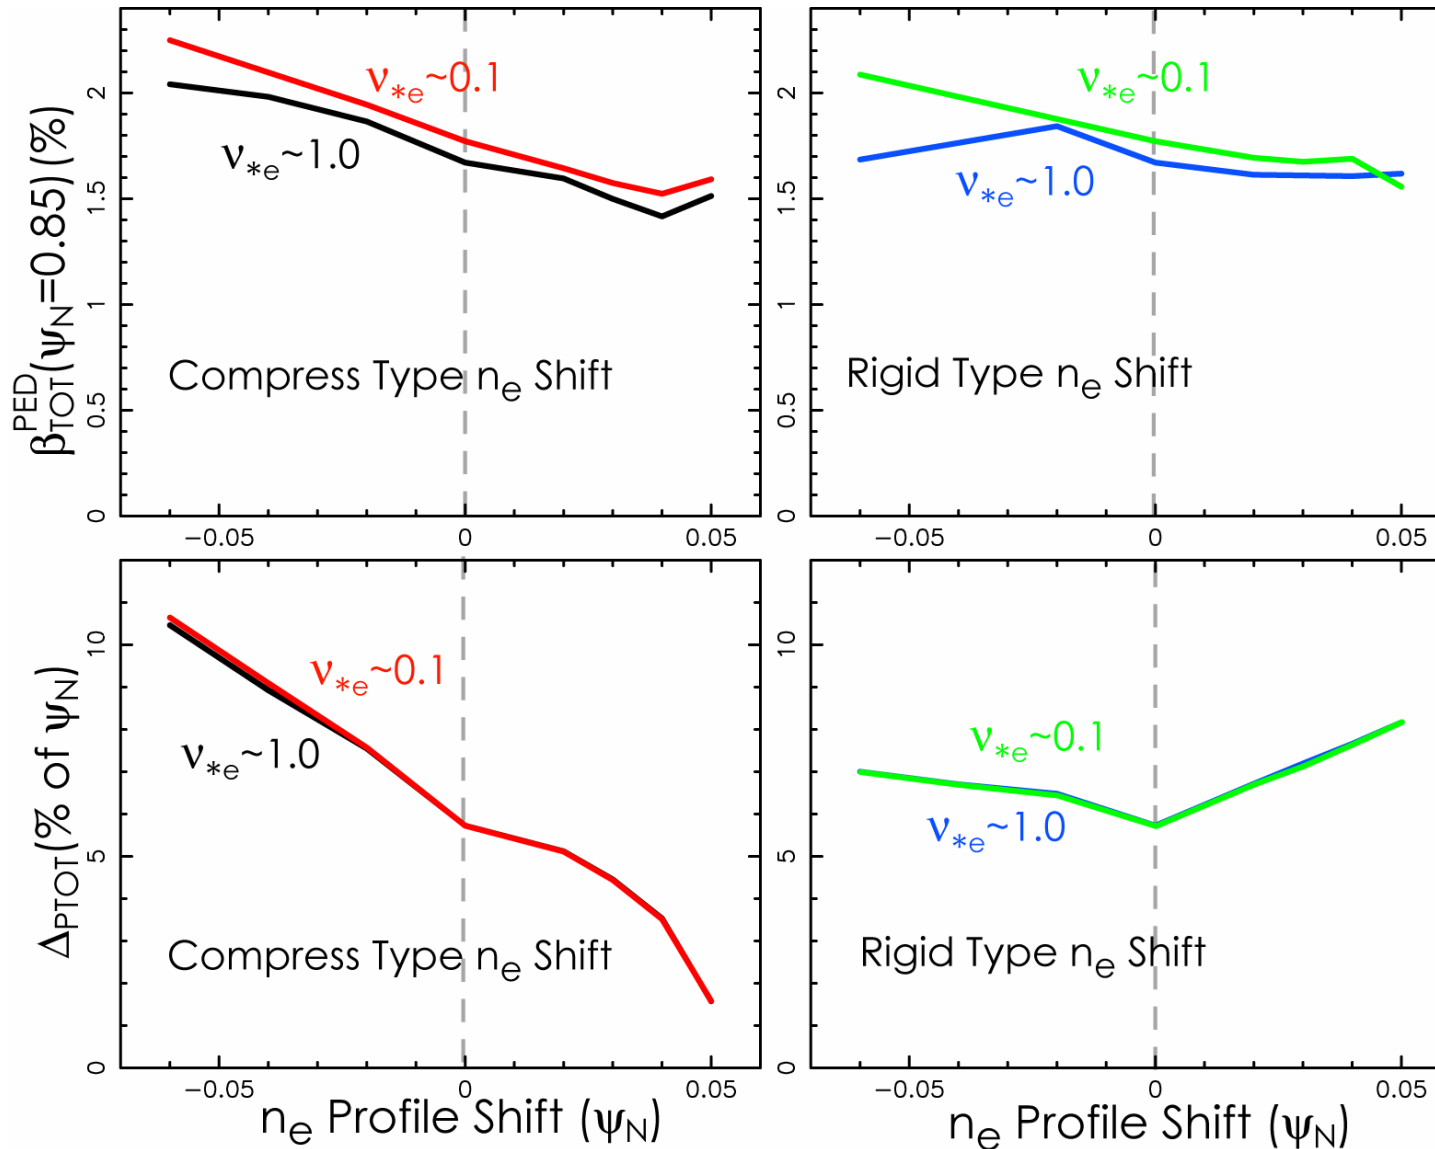 β_TOT^PED(ψ_N=0.85)(%)
2
1.5
1
0.5
0
ν_*e~0.1
ν_*e~1.0
Compress Type n_e Shift
−0.05 0 0.05
2
1.5
1
0.5
0
ν_*e~0.1
ν_*e~1.0
Rigid Type n_e Shift
−0.05 0 0.05
Δ_PTOT(% of ψ_N)
10
5
0
ν_*e~0.1
ν_*e~1.0
Compress Type n_e Shift
−0.05 0 0.05
n_e Profile Shift (ψ_N)
10
5
0
ν_*e~0.1
ν_*e~1.0
Rigid Type n_e Shift
−0.05 0 0.05
n_e Profile Shift (ψ_N)